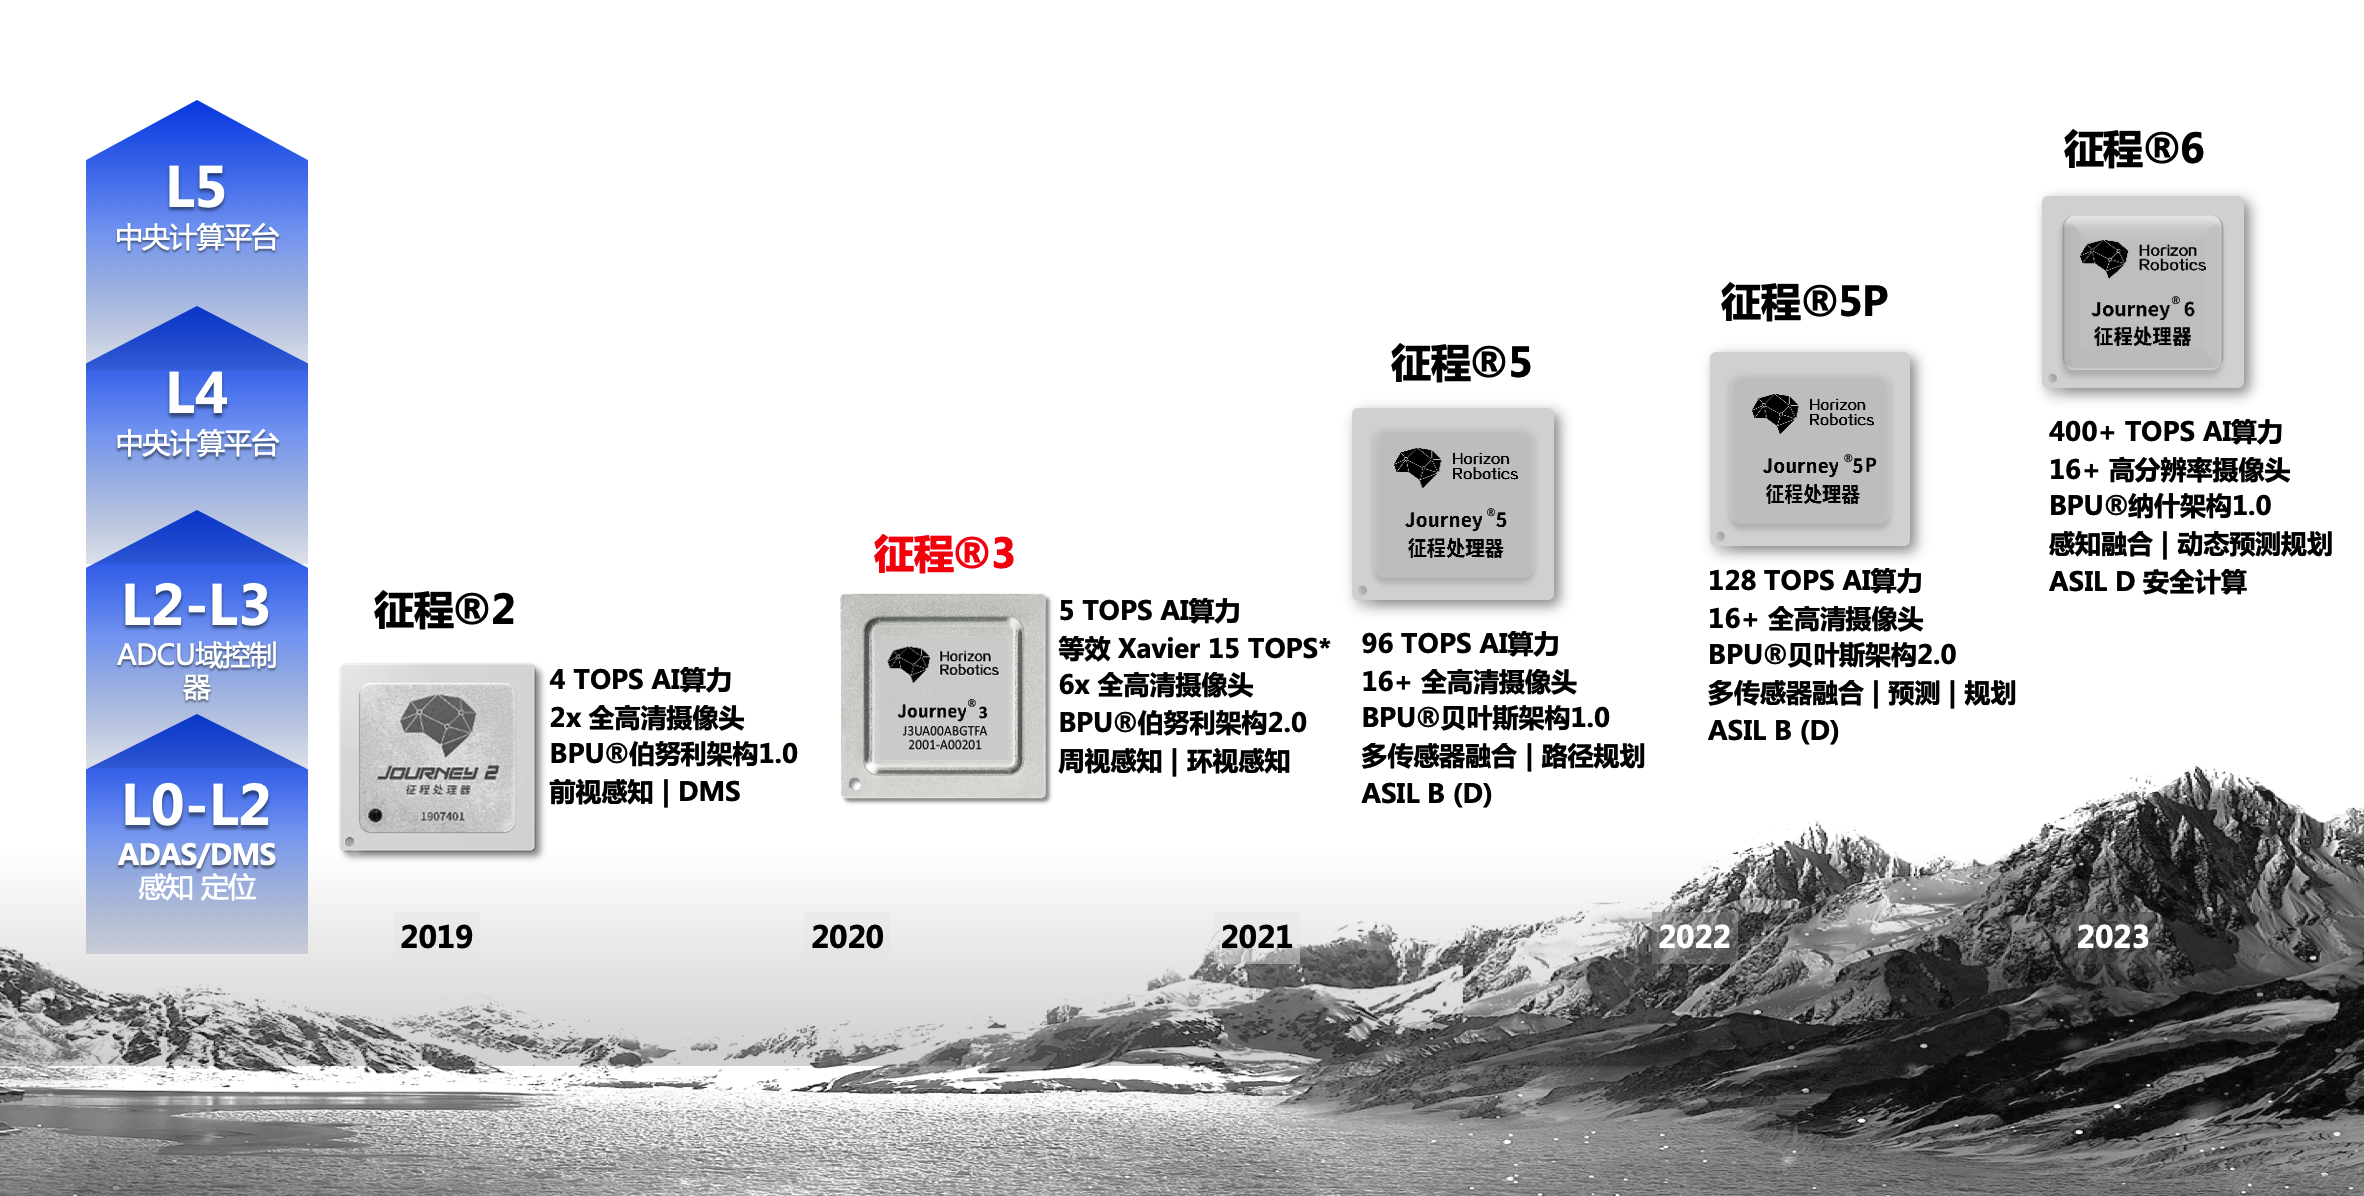 L5
中央计算平台
L4
中央计算平台
L2-L3
ADCU域控制
器
L0-L2
ADAS/DMS
感知 定位
征程®2
JOURNEY 2
征程处理器
1907401
4 TOPS AI算力
2x 全高清摄像头
BPU®伯努利架构1.0
前视感知 | DMS
征程®3
Horizon
Robotics
Journey® 3
J3UA00ABGTFA
2001-A00201
5 TOPS AI算力
等效 Xavier 15 TOPS*
6x 全高清摄像头
BPU®伯努利架构2.0
周视感知 | 环视感知
征程®5
Horizon
Robotics
Journey ®5
征程处理器
96 TOPS AI算力
16+ 全高清摄像头
BPU®贝叶斯架构1.0
多传感器融合 | 路径规划
ASIL B (D)
征程®5P
Horizon
Robotics
Journey ®5P
征程处理器
128 TOPS AI算力
16+ 全高清摄像头
BPU®贝叶斯架构2.0
多传感器融合 | 预测 | 规划
ASIL B (D)
征程®6
Horizon
Robotics
Journey® 6
征程处理器
400+ TOPS AI算力
16+ 高分辨率摄像头
BPU®纳什架构1.0
感知融合 | 动态预测规划
ASIL D 安全计算
2019
2020
2021
2022
2023